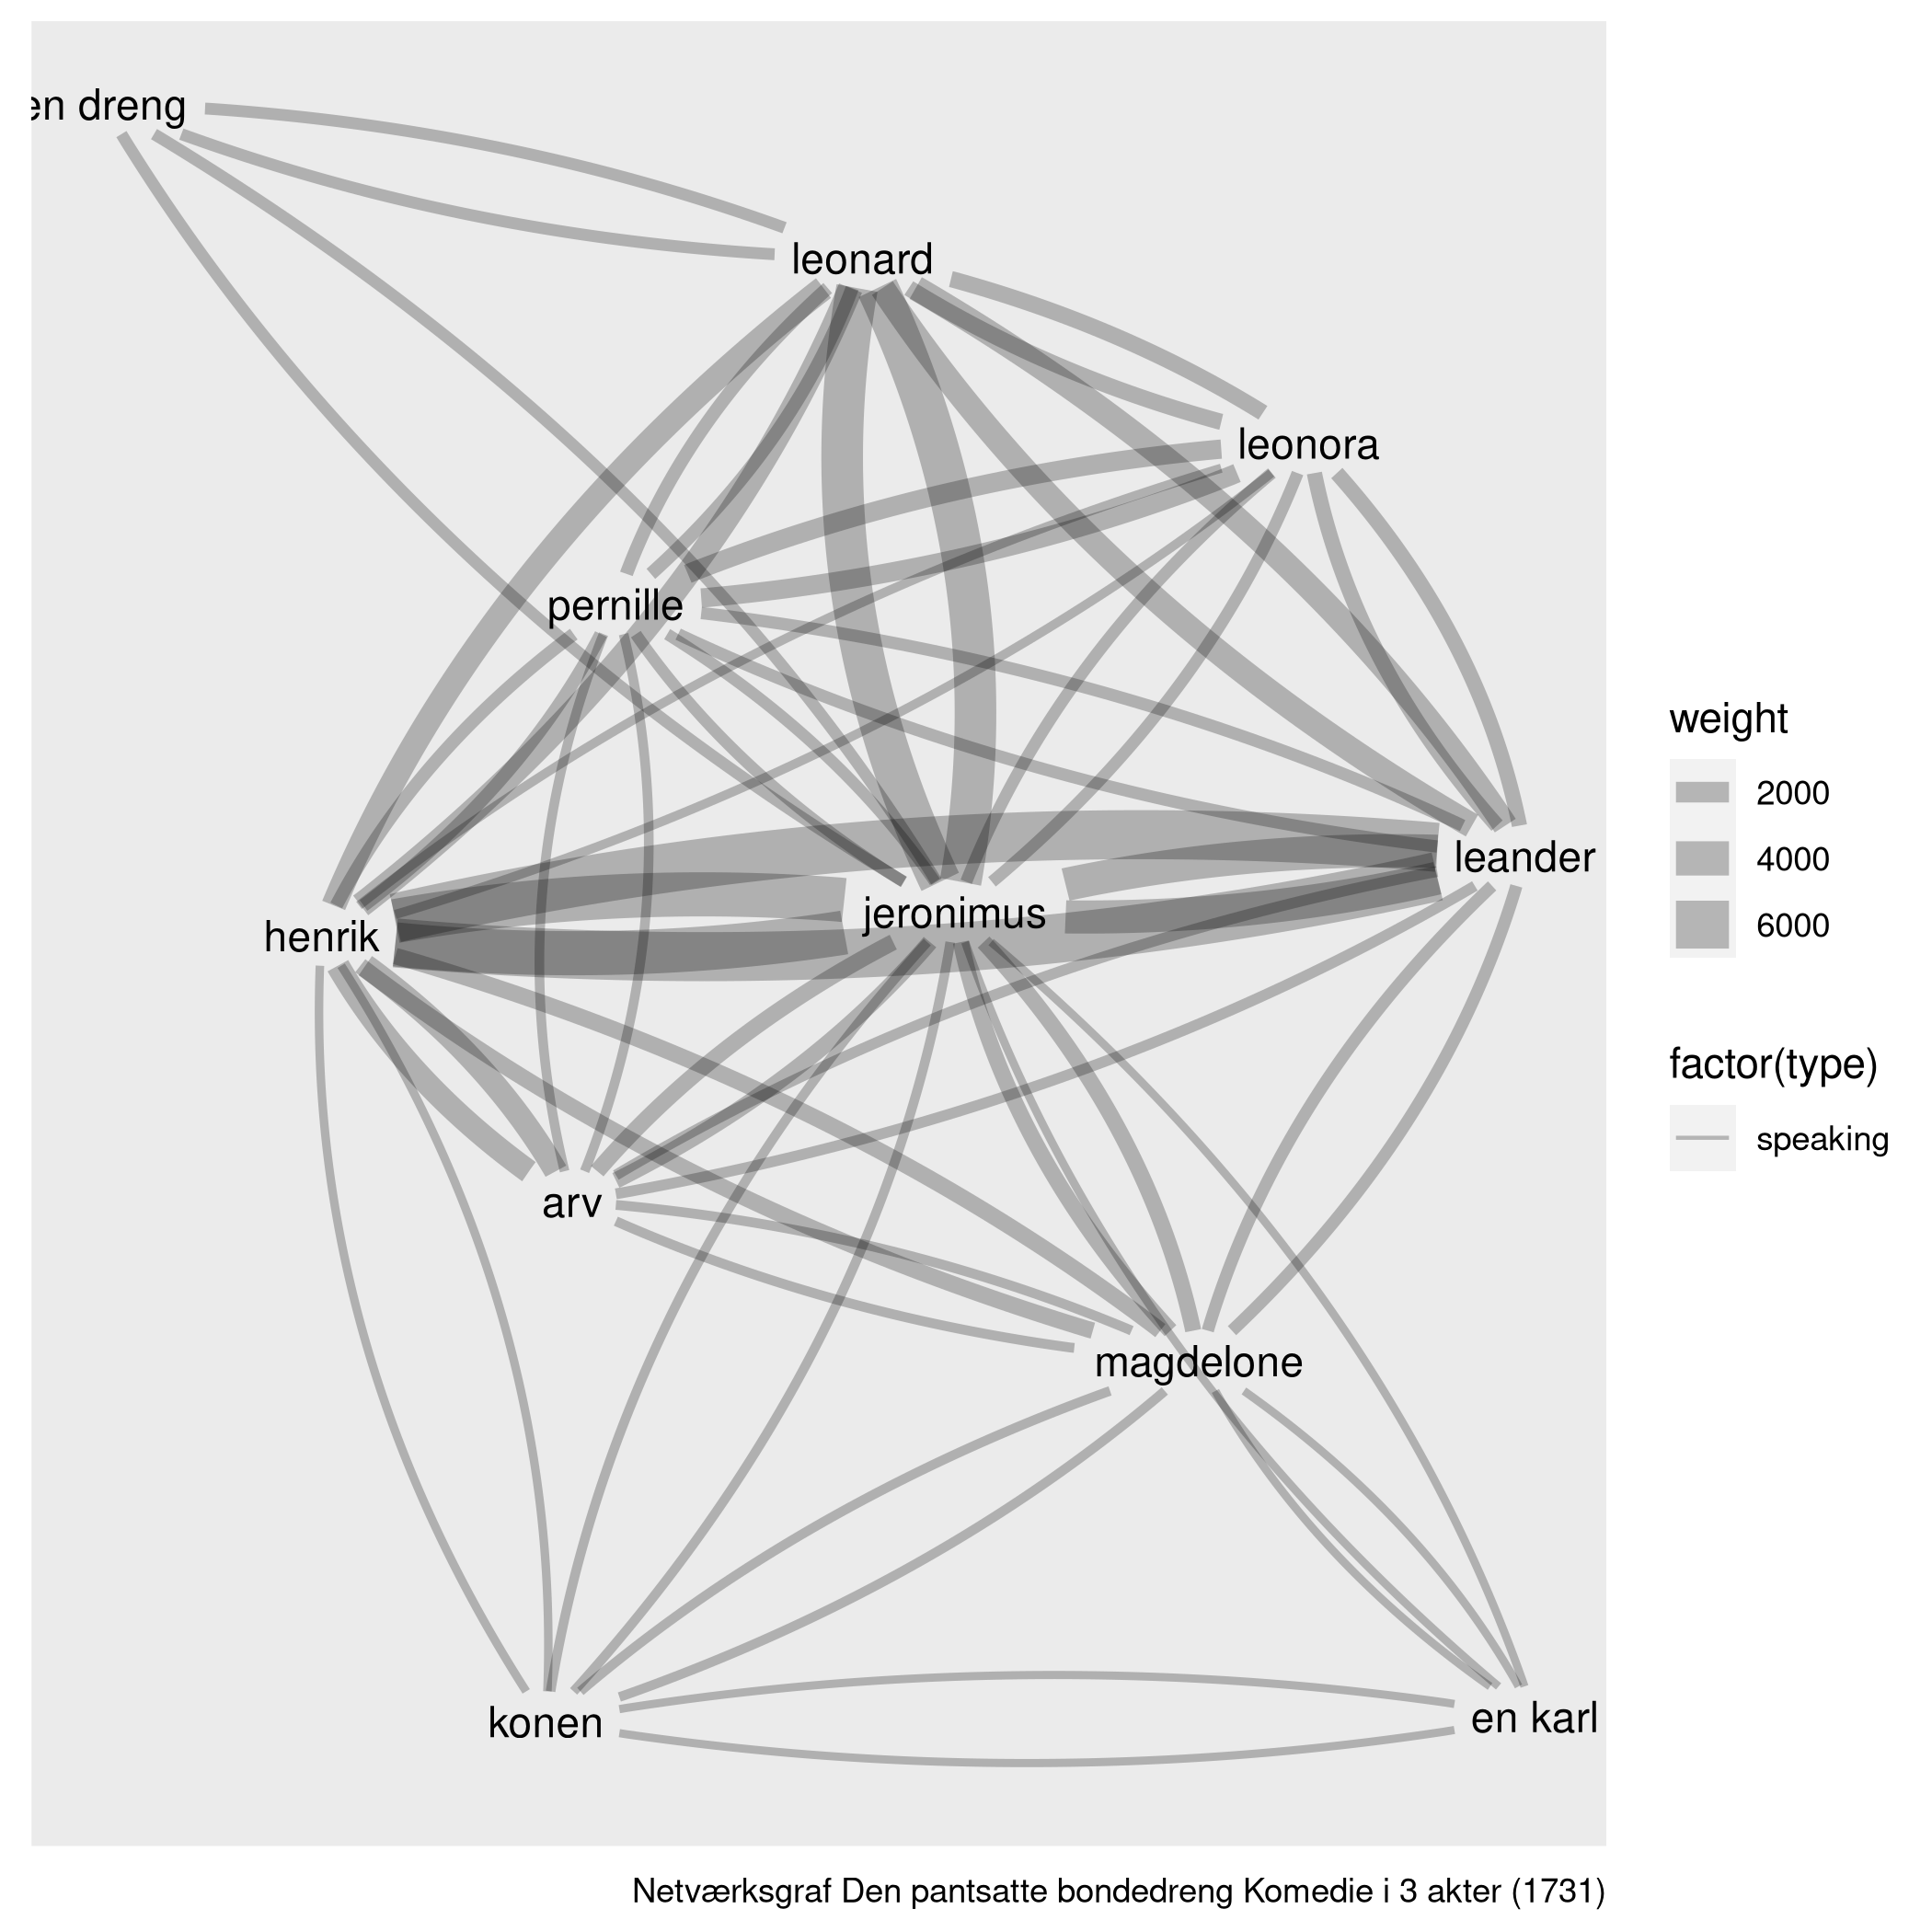 en dreng
leonard
leonora
pernille
leander
jeronimus
henrik
arv
magdelone
konen
en karl
weight
2000
4000
6000
factor(type)
speaking
Netværksgraf Den pantsatte bondedreng Komedie i 3 akter (1731)